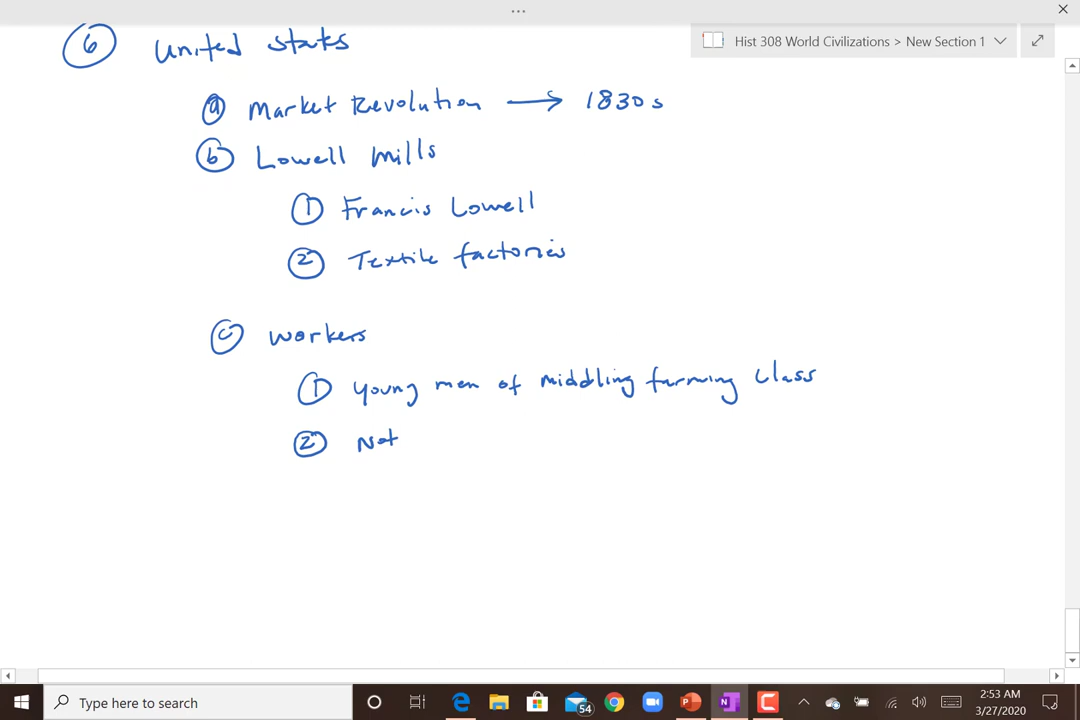 Hist 308 World Civilizations > New Section 1
6 United States
a Market Revolution → 1830s
b Lowell Mills
1 Francis Lowell
2 Textile factories
c Workers
1 young men of middling farming class
2 Not
Type here to search
54
2:53 AM
3/27/2020